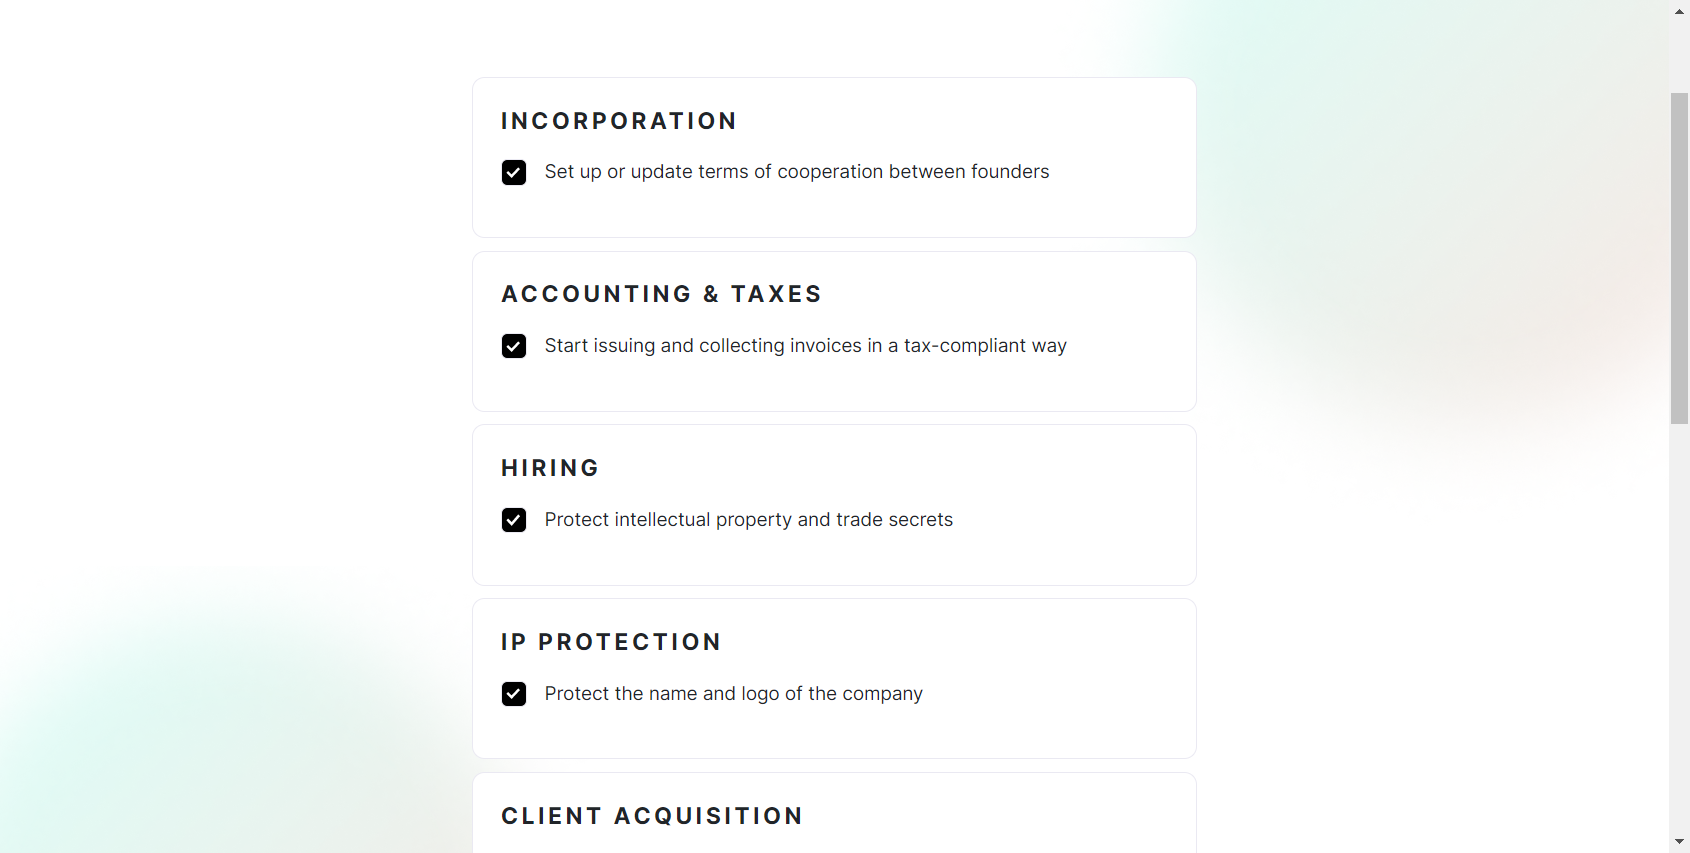 INCORPORATION
Set up or update terms of cooperation between founders
ACCOUNTING & TAXES
Start issuing and collecting invoices in a tax-compliant way
HIRING
Protect intellectual property and trade secrets
IP PROTECTION
Protect the name and logo of the company
CLIENT ACQUISITION